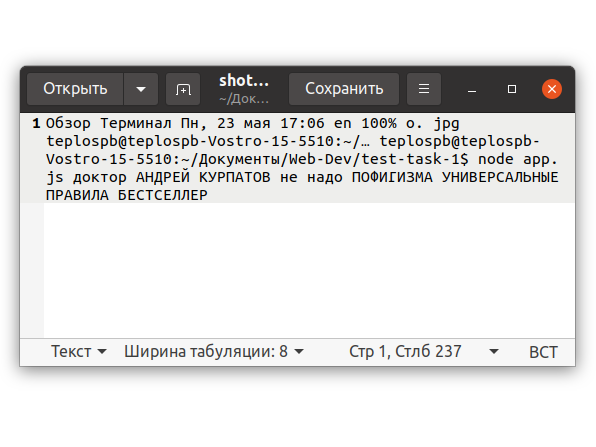 Открыть
shot…
~/Док…
Сохранить
1 Обзор Терминал Пн, 23 мая 17:06 en 100% o. jpg
teplospb@teplospb-Vostro-15-5510:~/… teplospb@teplospb-
Vostro-15-5510:~/Документы/Web-Dev/test-task-1$ node app.
js доктор АНДРЕЙ КУРПАТОВ не надо ПОФИГИЗМА УНИВЕРСАЛЬНЫЕ
ПРАВИЛА БЕСТСЕЛЛЕР
Текст Ширина табуляции: 8 Стр 1, Стлб 237 ВСТ